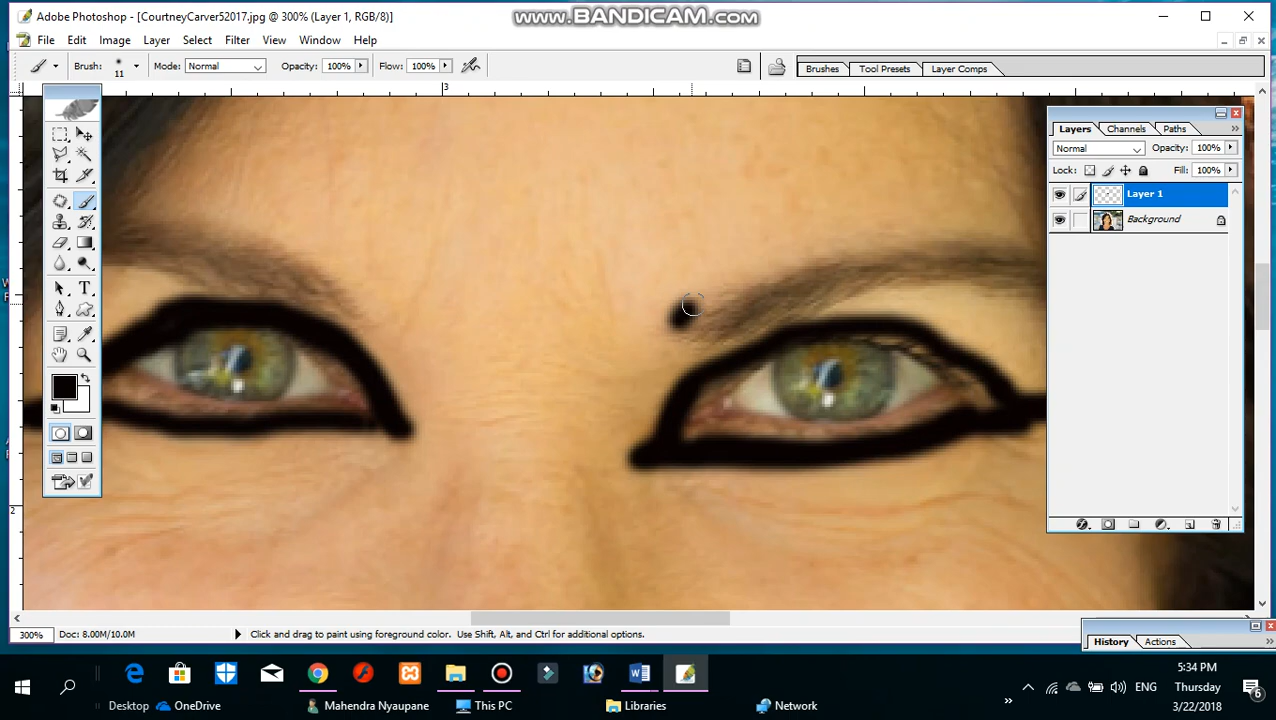 Adobe Photoshop - [CourtneyCarver52017.jpg @ 300% (Layer 1, RGB/8)]
www.BANDICAM.com
File Edit Image Layer Select Filter View Window Help
Brush: 11 Mode: Normal Opacity: 100% Flow: 100% Brushes Tool Presets Layer Comps
3
Layers Channels Paths
Normal Opacity: 100%
Lock: Fill: 100%
Layer 1
Background
T
2
300% Doc: 8.00M/10.0M Click and drag to paint using foreground color. Use Shift, Alt, and Ctrl for additional options.
History Actions
5:34 PM
ENG Thursday
6
Desktop OneDrive Mahendra Nyaupane This PC Libraries Network » 3/22/2018